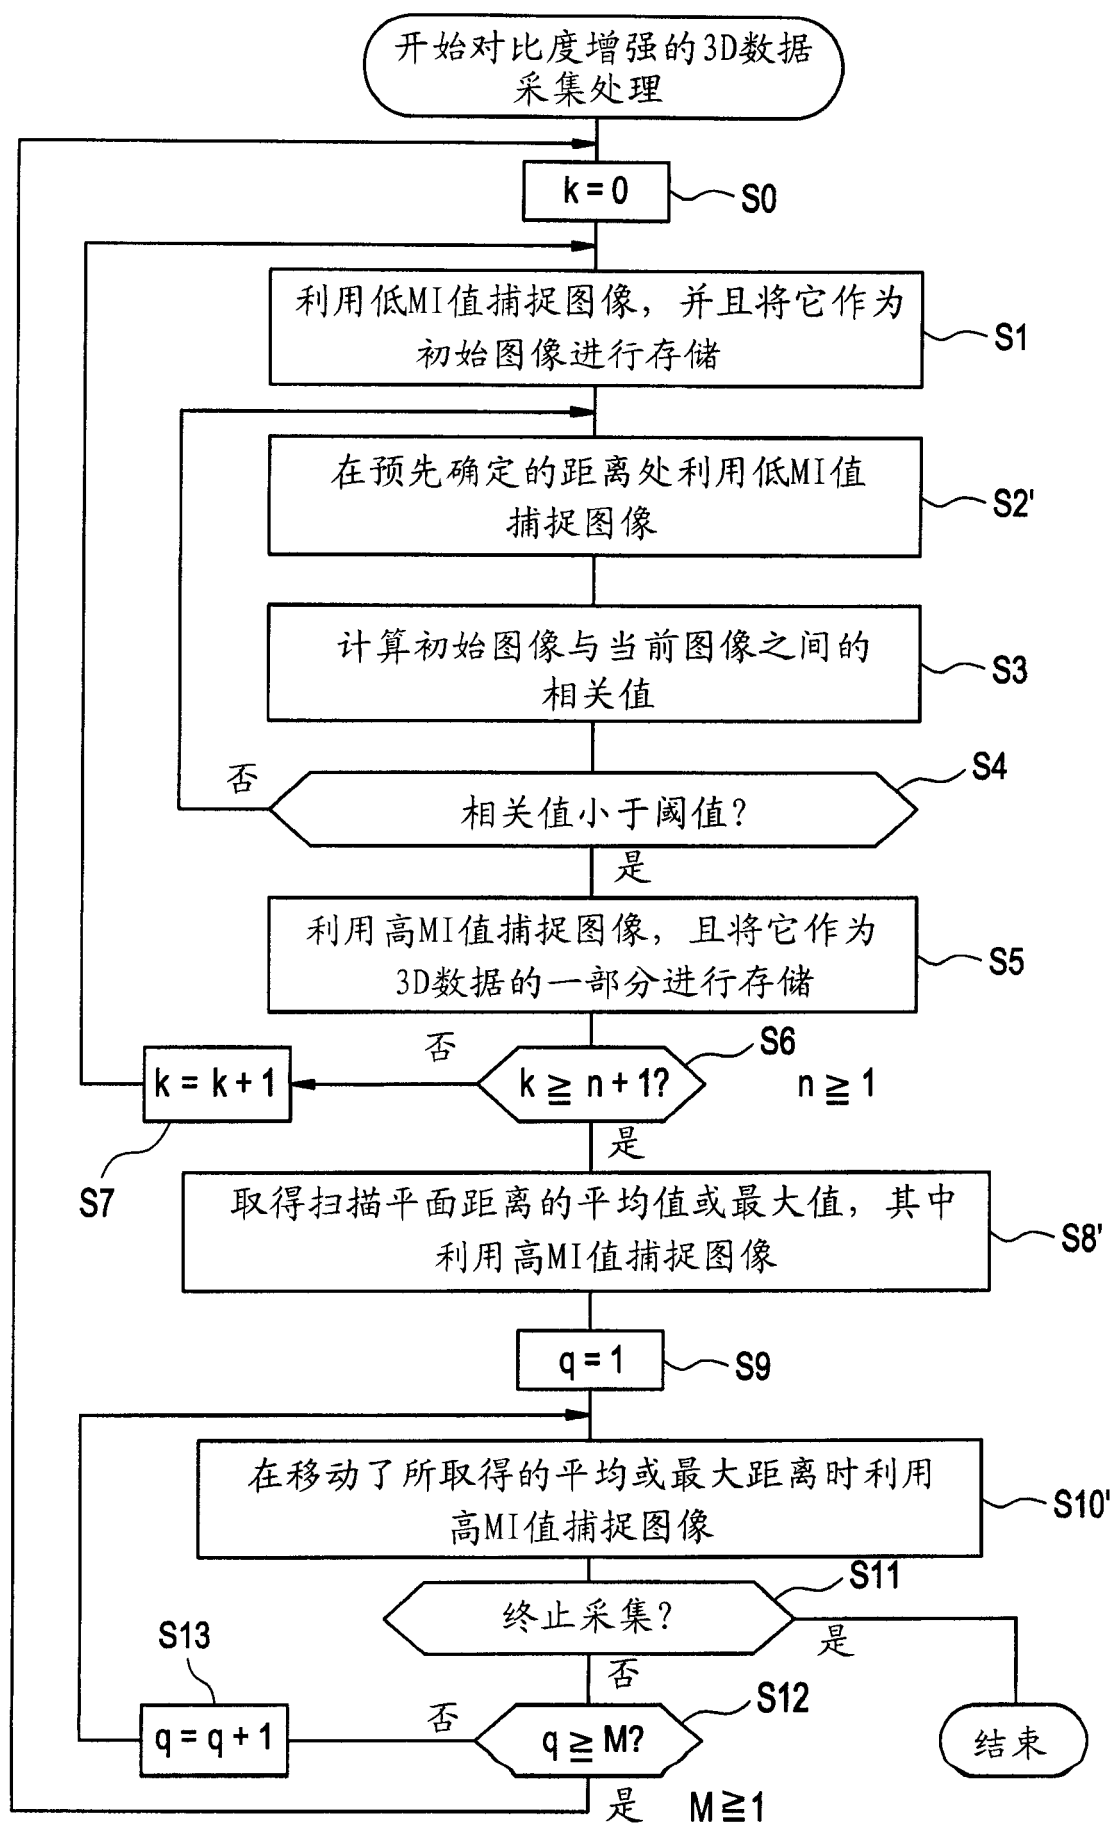 开始对比度增强的3D数据
采集处理
k = 0
S0
利用低MI值捕捉图像，并且将它作为
初始图像进行存储
S1
在预先确定的距离处利用低MI值
捕捉图像
S2'
计算初始图像与当前图像之间的
相关值
S3
否
相关值小于阈值？
S4
是
利用高MI值捕捉图像，且将它作为
3D数据的一部分进行存储
S5
k = k + 1
否
k ≧ n + 1?
S6
n ≧ 1
S7
是
取得扫描平面距离的平均值或最大值，其中
利用高MI值捕捉图像
S8'
q = 1
S9
在移动了所取得的平均或最大距离时利用
高MI值捕捉图像
S10'
终止采集？
S11
是
S13
否
q = q + 1
否
q ≧ M?
S12
结束
是
M ≧ 1